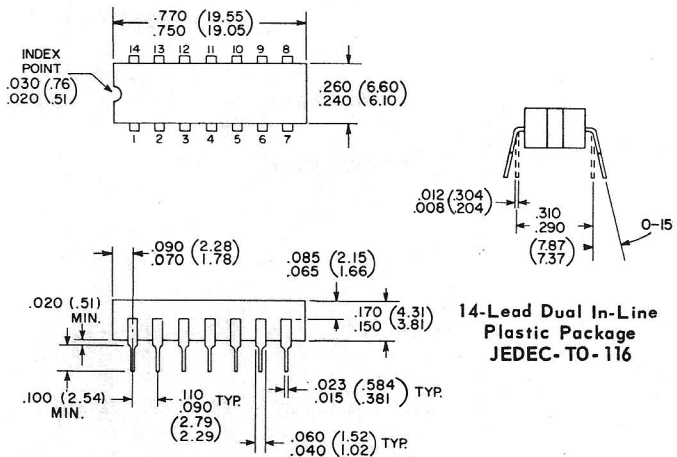 .770 (19.55)
.750 (19.05)
14 13 12 11 10 9 8
INDEX
POINT
.030 (.76)
.020 (.51)
.260 (6.60)
.240 (6.10)
1 2 3 4 5 6 7
.012 (.304)
.008 (.204)
.310
.290
(7.87)
(7.37)
0-15
.090 (2.28)
.070 (1.78)
.085 (2.15)
.065 (1.66)
.020 (.51)
MIN.
.170 (4.31)
.150 (3.81)
14-Lead Dual In-Line
Plastic Package
JEDEC-TO-116
.100 (2.54)
MIN.
.110
.090 TYP.
(2.79)
(2.29)
.023 (.584)
.015 (.381) TYP.
.060 (1.52)
.040 (1.02) TYP.